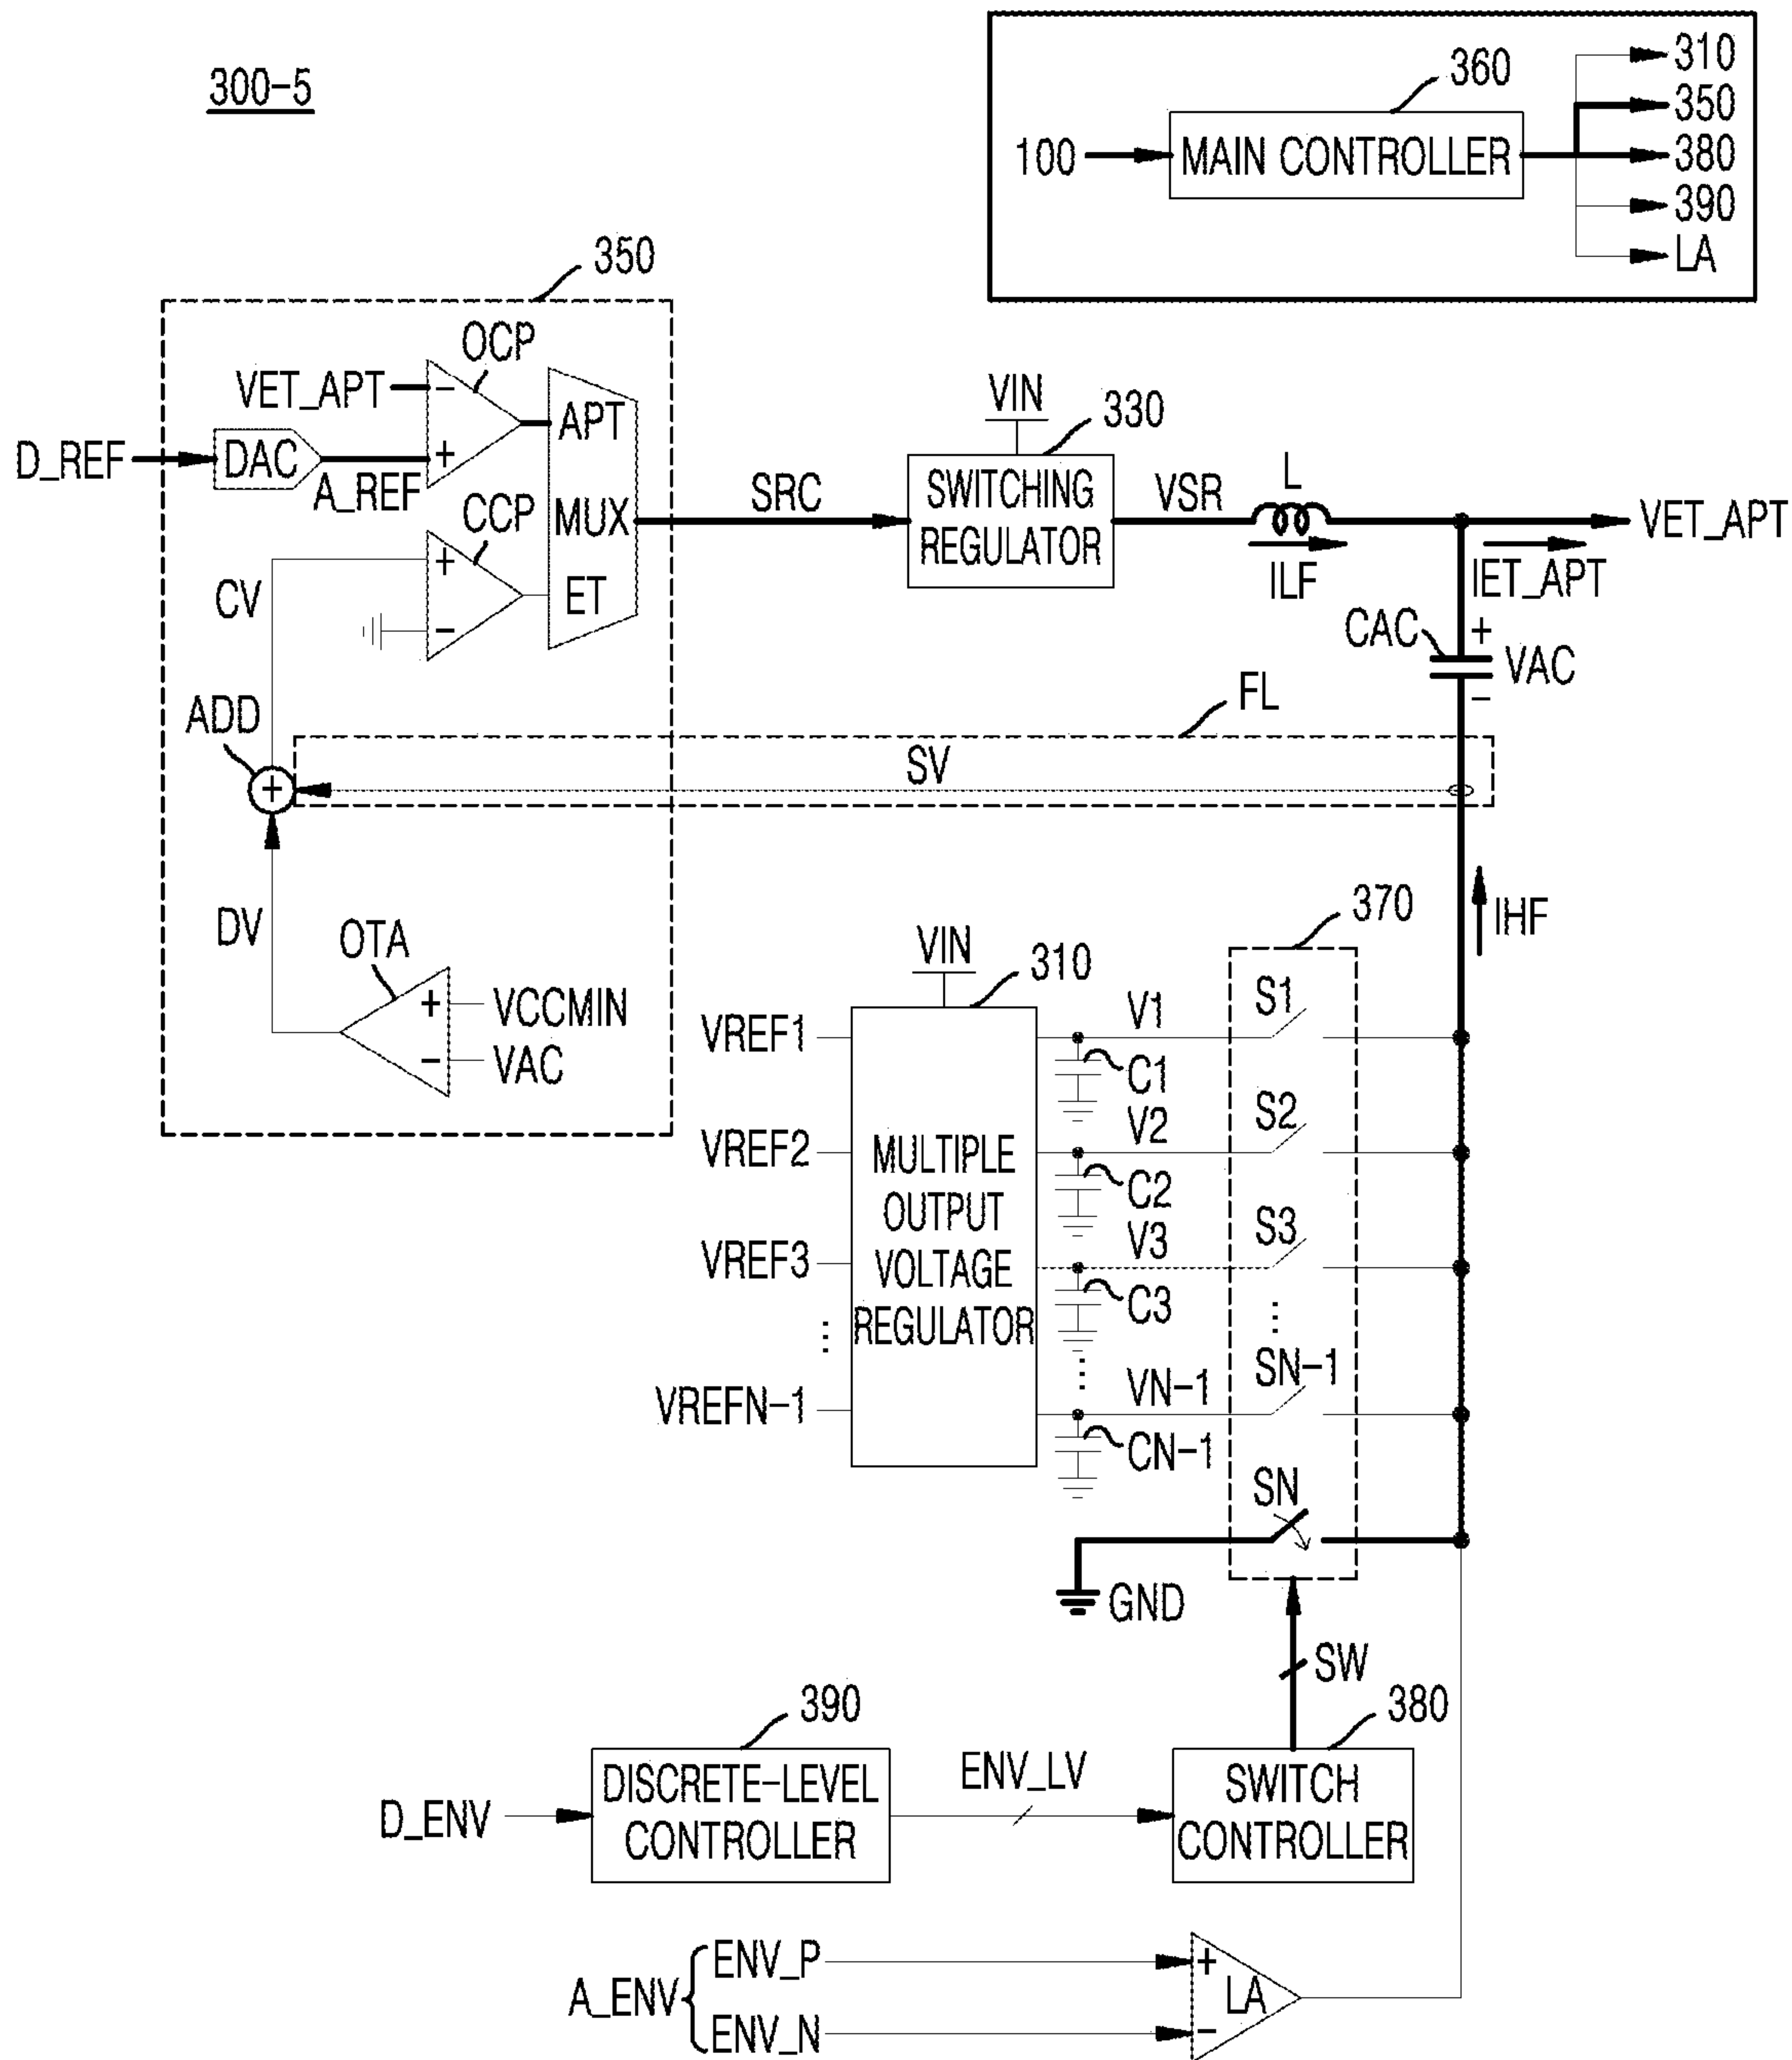 300-5
360
310
350
100
MAIN CONTROLLER
380
390
LA
350
OCP
VET_APT
−
APT
D_REF
DAC
A_REF
+
CCP
MUX
CV
+
−
ET
SRC
VIN
330
SWITCHING
REGULATOR
VSR
L
ILF
VET_APT
IET_APT
CAC
+
VAC
−
ADD
+
FL
SV
DV
OTA
+
VCCMIN
−
VAC
IHF
370
VIN
310
VREF1
V1
S1
C1
VREF2
V2
S2
C2
MULTIPLE
OUTPUT
VOLTAGE
REGULATOR
VREF3
V3
S3
C3
⋮
⋮
⋮
VREFN-1
VN-1
SN-1
CN-1
SN
GND
SW
390
380
D_ENV
DISCRETE-LEVEL
CONTROLLER
ENV_LV
SWITCH
CONTROLLER
A_ENV
ENV_P
ENV_N
+
LA
−